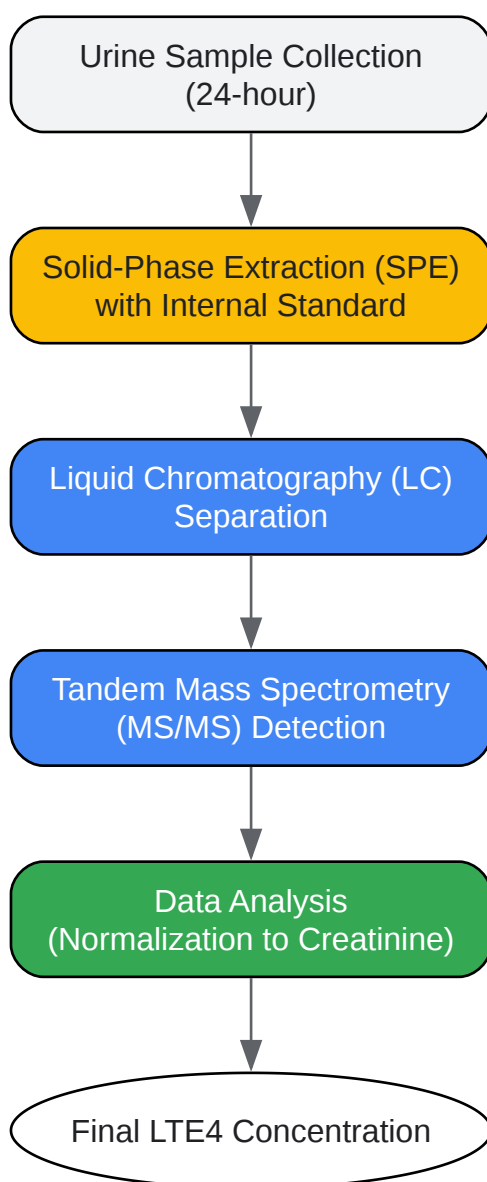 Urine Sample Collection
(24-hour)
Solid-Phase Extraction (SPE)
with Internal Standard
Liquid Chromatography (LC)
Separation
Tandem Mass Spectrometry
(MS/MS) Detection
Data Analysis
(Normalization to Creatinine)
Final LTE4 Concentration